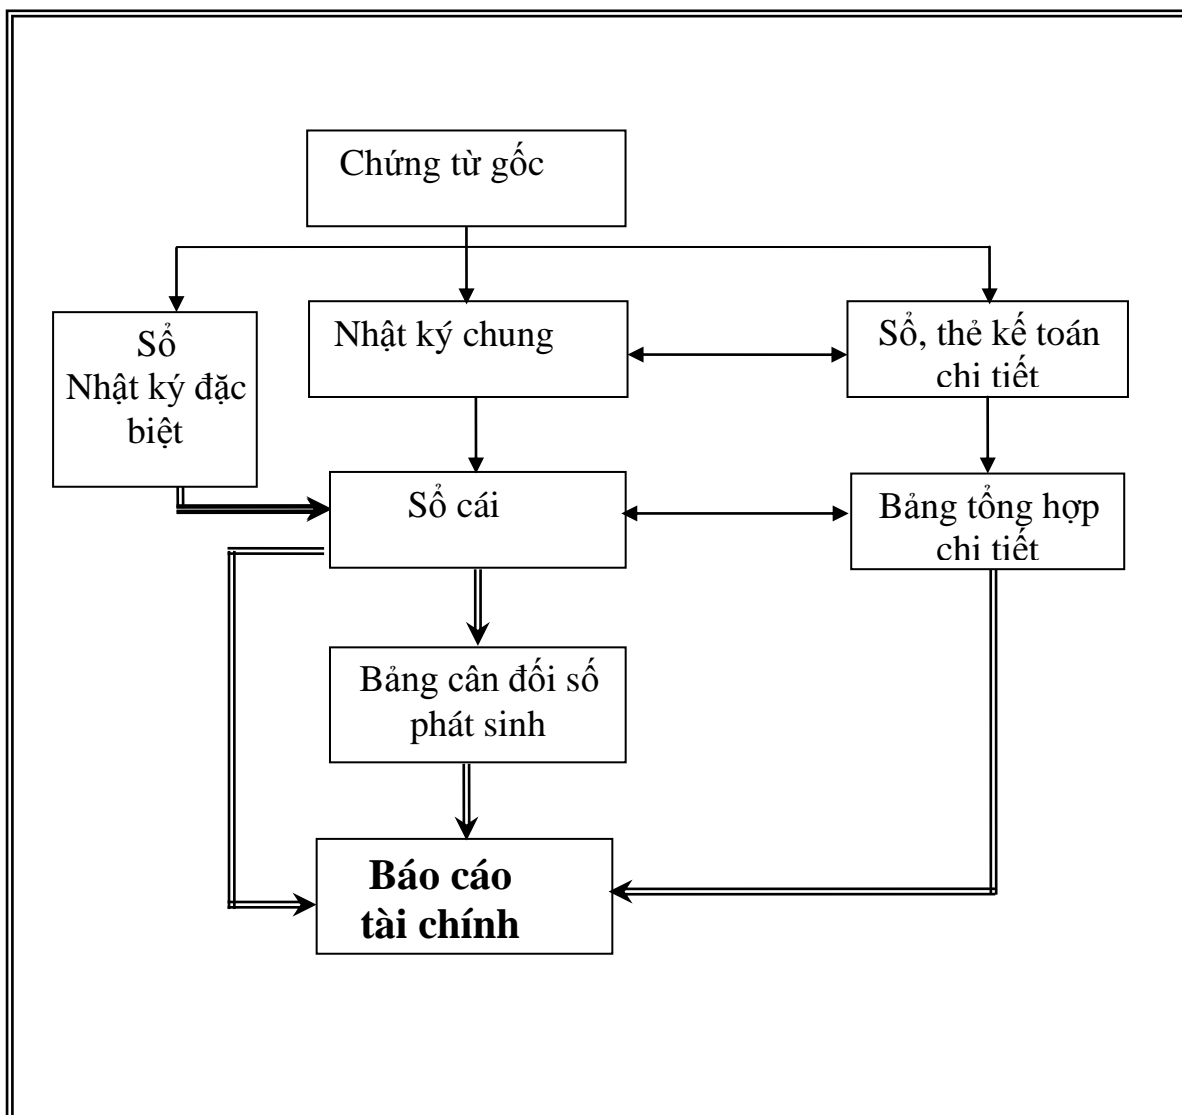 Chứng từ gốc
Sổ
Nhật ký đặc
biệt
Nhật ký chung
Sổ, thẻ kế toán
chi tiết
Sổ cái
Bảng tổng hợp
chi tiết
Bảng cân đối số
phát sinh
Báo cáo
tài chính